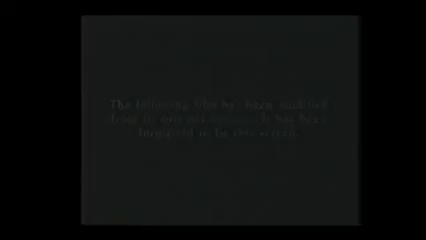 The following film has been modified
from its original version. It has been
formatted to fit this screen.